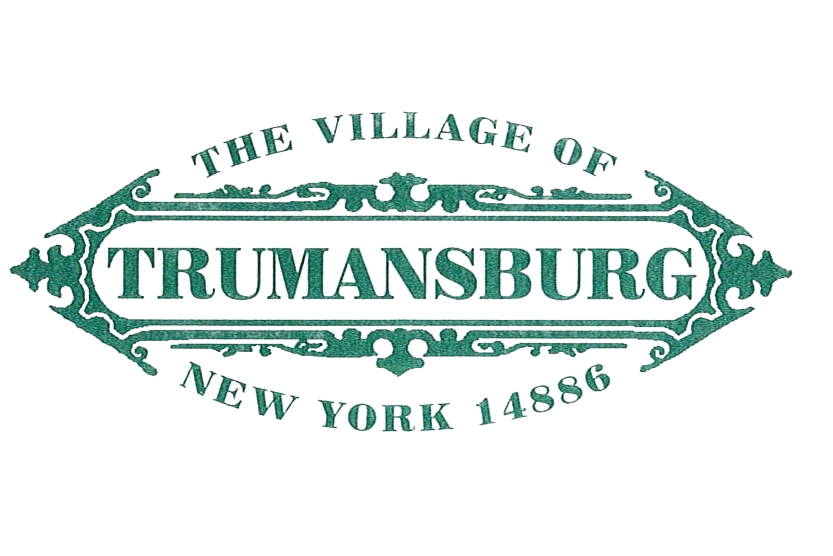 THE VILLAGE OF
TRUMANSBURG
NEW YORK 14886